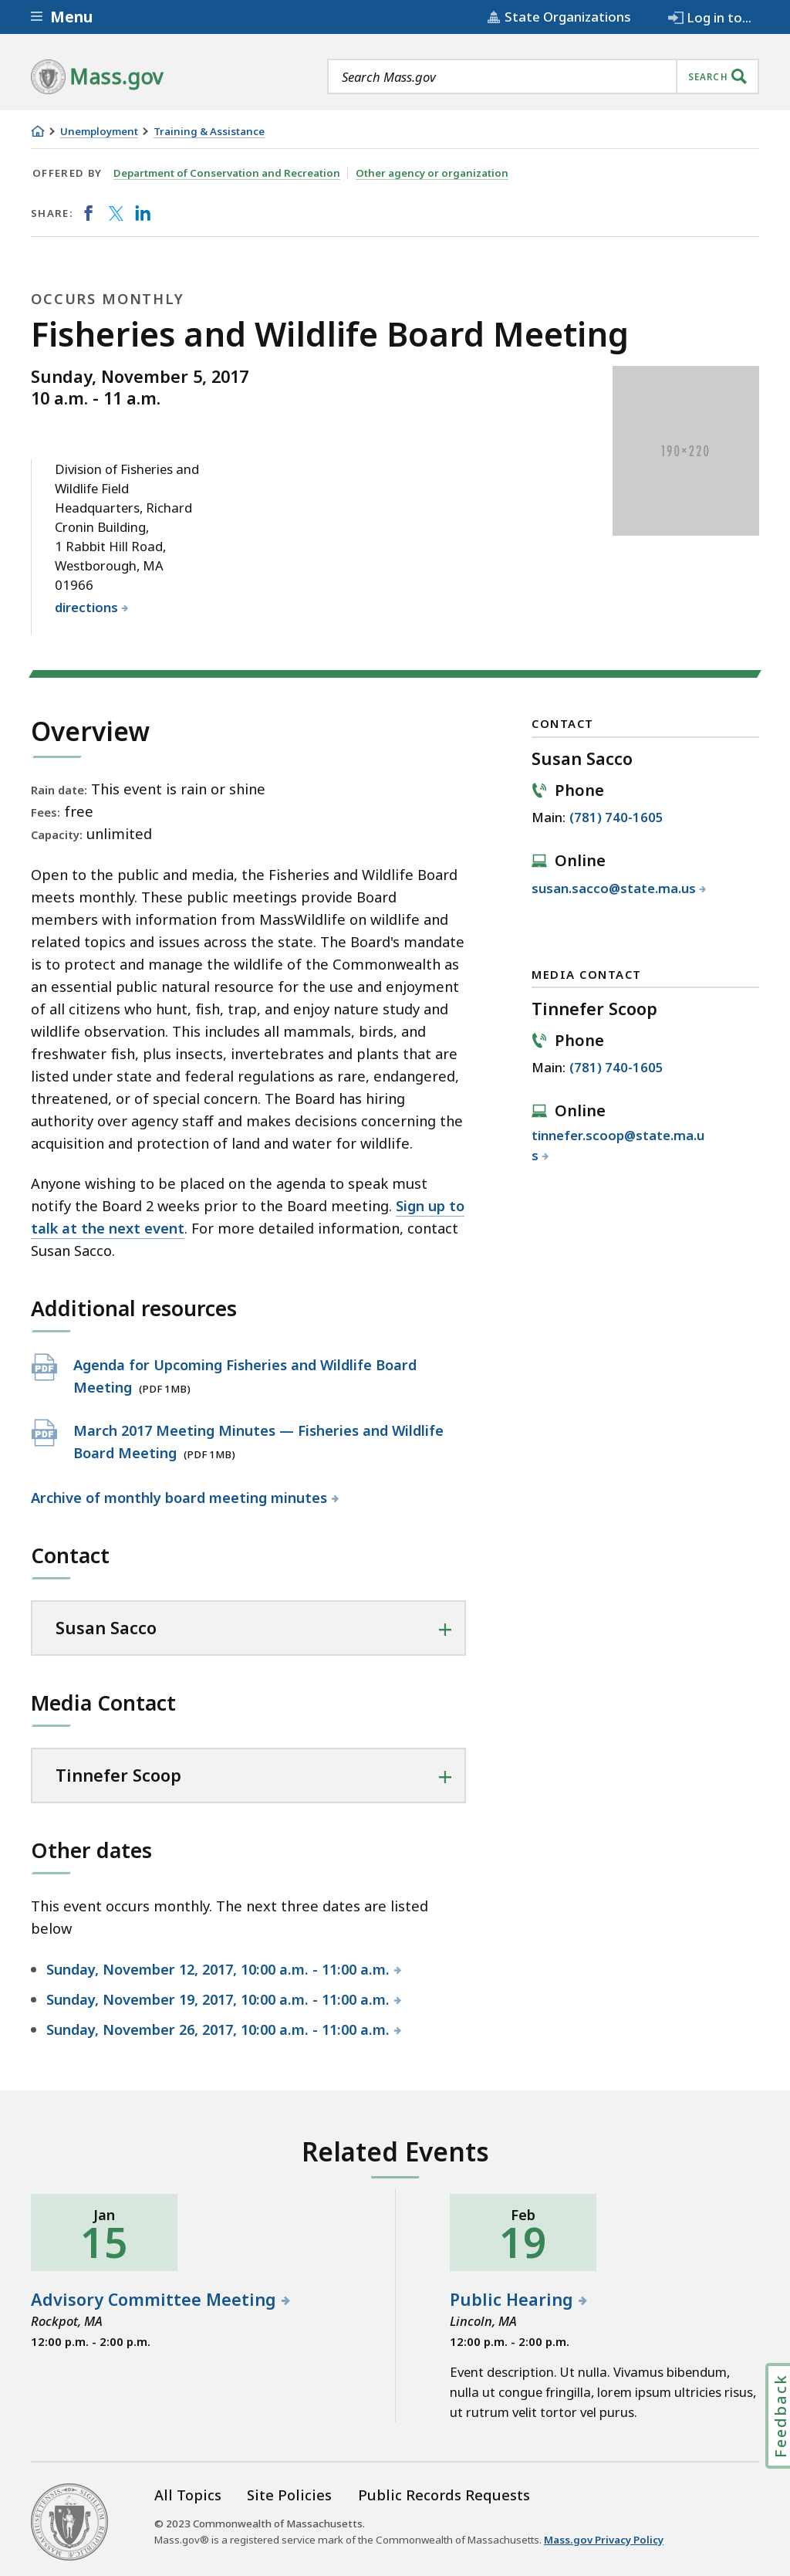 Menu
State Organizations
Log in to...
Mass.gov
Search Mass.gov
SEARCH
Unemployment
Training & Assistance
OFFERED BY Department of Conservation and Recreation Other agency or organization
SHARE:
OCCURS MONTHLY
Fisheries and Wildlife Board Meeting
Sunday, November 5, 2017
10 a.m. - 11 a.m.
190×220
Division of Fisheries and
Wildlife Field
Headquarters, Richard
Cronin Building,
1 Rabbit Hill Road,
Westborough, MA
01966
directions
Overview
Rain date: This event is rain or shine
Fees: free
Capacity: unlimited
Open to the public and media, the Fisheries and Wildlife Board
meets monthly. These public meetings provide Board
members with information from MassWildlife on wildlife and
related topics and issues across the state. The Board's mandate
is to protect and manage the wildlife of the Commonwealth as
an essential public natural resource for the use and enjoyment
of all citizens who hunt, fish, trap, and enjoy nature study and
wildlife observation. This includes all mammals, birds, and
freshwater fish, plus insects, invertebrates and plants that are
listed under state and federal regulations as rare, endangered,
threatened, or of special concern. The Board has hiring
authority over agency staff and makes decisions concerning the
acquisition and protection of land and water for wildlife.
Anyone wishing to be placed on the agenda to speak must
notify the Board 2 weeks prior to the Board meeting. Sign up to
talk at the next event. For more detailed information, contact
Susan Sacco.
CONTACT
Susan Sacco
Phone
Main: (781) 740-1605
Online
susan.sacco@state.ma.us
MEDIA CONTACT
Tinnefer Scoop
Phone
Main: (781) 740-1605
Online
tinnefer.scoop@state.ma.u
s
Additional resources
PDF
Agenda for Upcoming Fisheries and Wildlife Board
Meeting (PDF 1MB)
PDF
March 2017 Meeting Minutes — Fisheries and Wildlife
Board Meeting (PDF 1MB)
Archive of monthly board meeting minutes
Contact
Susan Sacco
Media Contact
Tinnefer Scoop
Other dates
This event occurs monthly. The next three dates are listed
below
Sunday, November 12, 2017, 10:00 a.m. - 11:00 a.m.
Sunday, November 19, 2017, 10:00 a.m. - 11:00 a.m.
Sunday, November 26, 2017, 10:00 a.m. - 11:00 a.m.
Related Events
Jan
15
Advisory Committee Meeting
Rockpot, MA
12:00 p.m. - 2:00 p.m.
Feb
19
Public Hearing
Lincoln, MA
12:00 p.m. - 2:00 p.m.
Event description. Ut nulla. Vivamus bibendum,
nulla ut congue fringilla, lorem ipsum ultricies risus,
ut rutrum velit tortor vel purus.
Feedback
All Topics
Site Policies
Public Records Requests
© 2023 Commonwealth of Massachusetts.
Mass.gov® is a registered service mark of the Commonwealth of Massachusetts. Mass.gov Privacy Policy